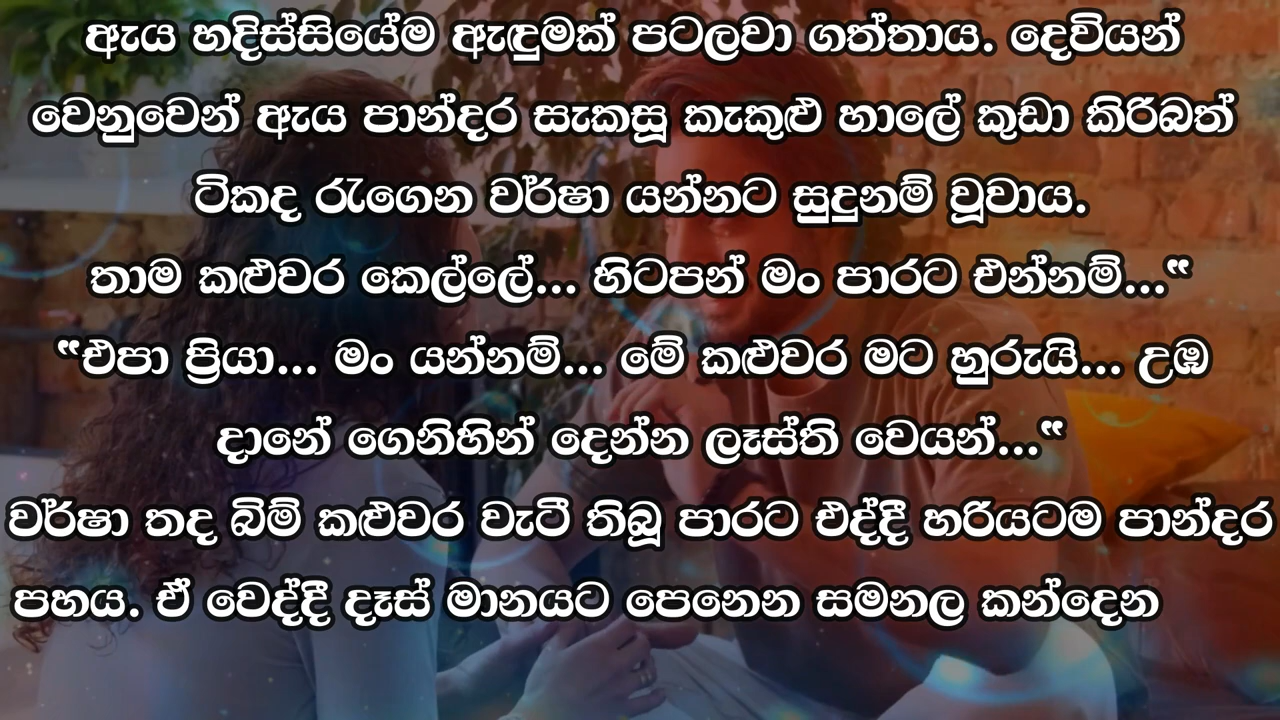 ඇය හදිස්සියේම ඇඳුමක් පටලවා ගත්තාය. දෙවියන්
වෙනුවෙන් ඇය පාන්දර සැකසූ කැකුළු හාලේ කුඩා කිරිබත්
ටිකද රැගෙන වර්ෂා යන්නට සුදුනම් වූවාය.
තාම කළුවර කෙල්ලේ... හිටපන් මං පාරට එන්නම්..."
"එපා ප්‍රියා... මං යන්නම්... මේ කළුවර මට හුරුයි... උඹ
දානේ ගෙනිහින් දෙන්න ලෑස්ති වෙයන්..."
වර්ෂා තද බිම් කළුවර වැටී තිබූ පාරට එද්දී හරියටම පාන්දර
පහය. ඒ වෙද්දී දෑස් මානයට පෙනෙන සමනල කන්දෙන